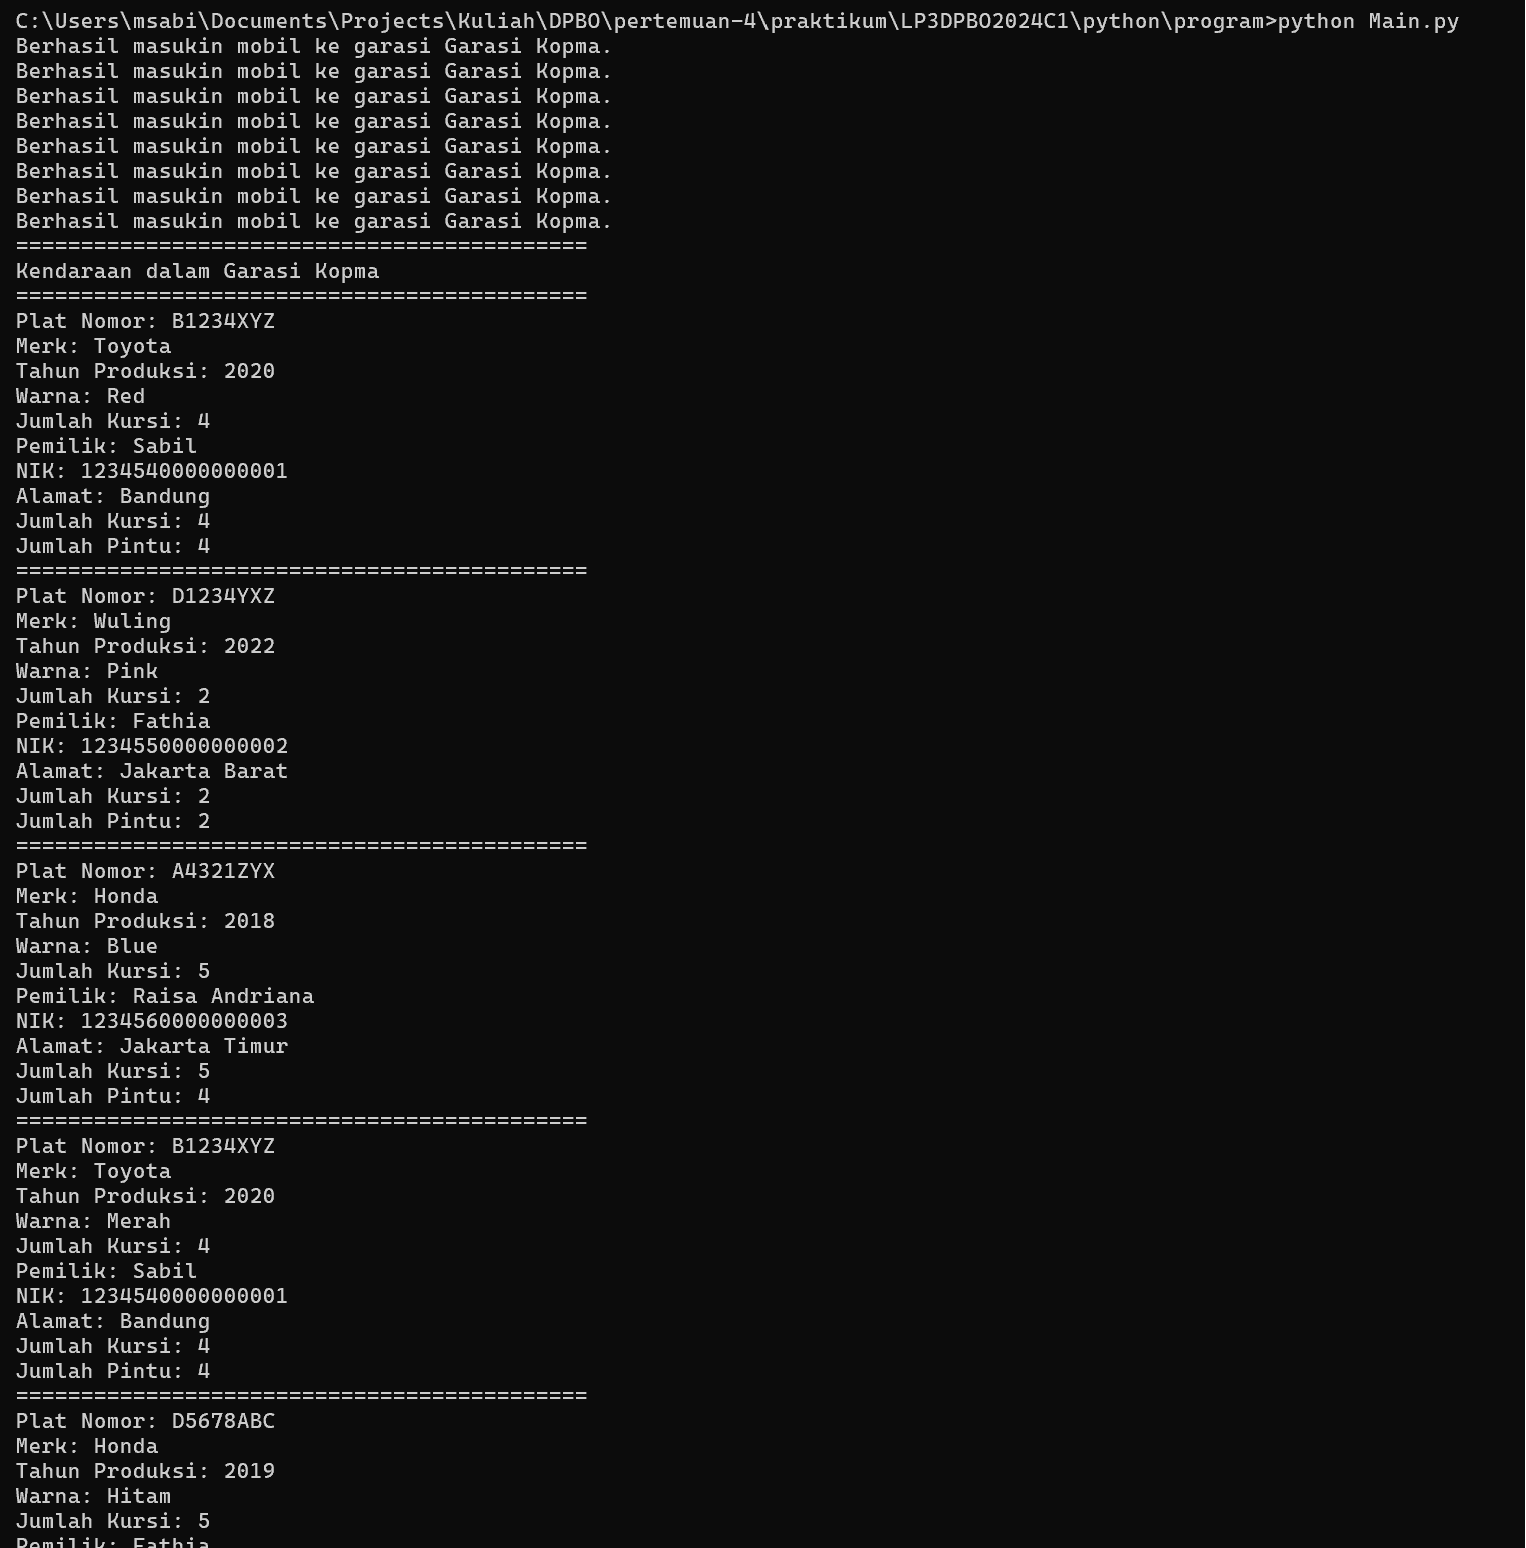 C:\Users\msabi\Documents\Projects\Kuliah\DPBO\pertemuan-4\praktikum\LP3DPBO2024C1\python\program>python Main.py
Berhasil masukin mobil ke garasi Garasi Kopma.
Berhasil masukin mobil ke garasi Garasi Kopma.
Berhasil masukin mobil ke garasi Garasi Kopma.
Berhasil masukin mobil ke garasi Garasi Kopma.
Berhasil masukin mobil ke garasi Garasi Kopma.
Berhasil masukin mobil ke garasi Garasi Kopma.
Berhasil masukin mobil ke garasi Garasi Kopma.
Berhasil masukin mobil ke garasi Garasi Kopma.
============================================
Kendaraan dalam Garasi Kopma
============================================
Plat Nomor: B1234XYZ
Merk: Toyota
Tahun Produksi: 2020
Warna: Red
Jumlah Kursi: 4
Pemilik: Sabil
NIK: 1234540000000001
Alamat: Bandung
Jumlah Kursi: 4
Jumlah Pintu: 4
============================================
Plat Nomor: D1234YXZ
Merk: Wuling
Tahun Produksi: 2022
Warna: Pink
Jumlah Kursi: 2
Pemilik: Fathia
NIK: 1234550000000002
Alamat: Jakarta Barat
Jumlah Kursi: 2
Jumlah Pintu: 2
============================================
Plat Nomor: A4321ZYX
Merk: Honda
Tahun Produksi: 2018
Warna: Blue
Jumlah Kursi: 5
Pemilik: Raisa Andriana
NIK: 1234560000000003
Alamat: Jakarta Timur
Jumlah Kursi: 5
Jumlah Pintu: 4
============================================
Plat Nomor: B1234XYZ
Merk: Toyota
Tahun Produksi: 2020
Warna: Merah
Jumlah Kursi: 4
Pemilik: Sabil
NIK: 1234540000000001
Alamat: Bandung
Jumlah Kursi: 4
Jumlah Pintu: 4
============================================
Plat Nomor: D5678ABC
Merk: Honda
Tahun Produksi: 2019
Warna: Hitam
Jumlah Kursi: 5
Pemilik: Fathia